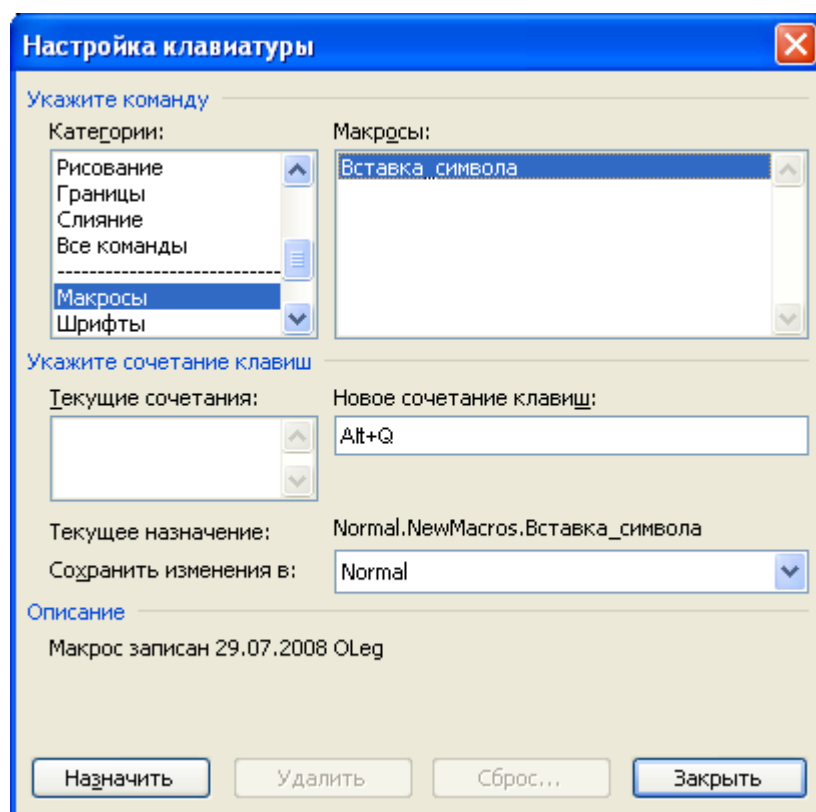 Настройка клавиатуры
Укажите команду
Категории:
Макросы:
Рисование
Границы
Слияние
Все команды
-----------------------------
Макросы
Шрифты
Вставка_символа
Укажите сочетание клавиш
Текущие сочетания:
Новое сочетание клавиш:
Alt+Q
Текущее назначение:
Normal.NewMacros.Вставка_символа
Сохранить изменения в:
Normal
Описание
Макрос записан 29.07.2008 OLeg
Назначить
Удалить
Сброс...
Закрыть